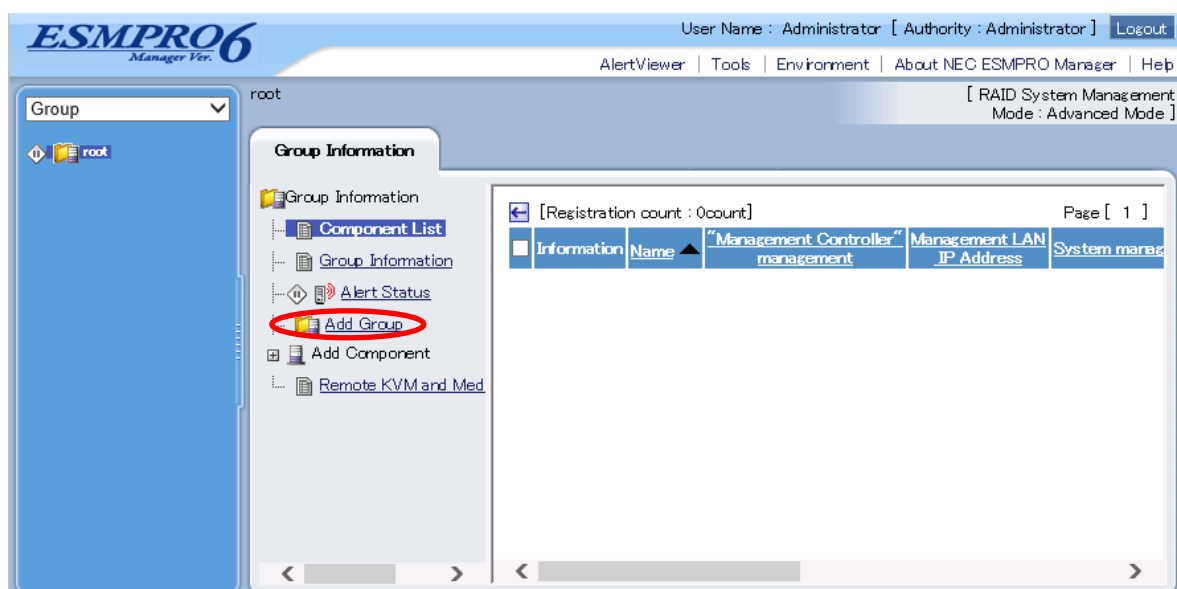 ESMPRO6
Manager Ver.
User Name : Administrator [ Authority : Administrator ] Logout
AlertViewer | Tools | Environment | About NEC ESMPRO Manager | Help
Group
root
root
[ RAID System Management
Mode : Advanced Mode ]
Group Information
Group Information
Component List
Group Information
Alert Status
Add Group
Add Component
Remote KVM and Med
[Registration count : 0count]
Page [ 1 ]
Information Name "Management Controller" management Management LAN IP Address System manag